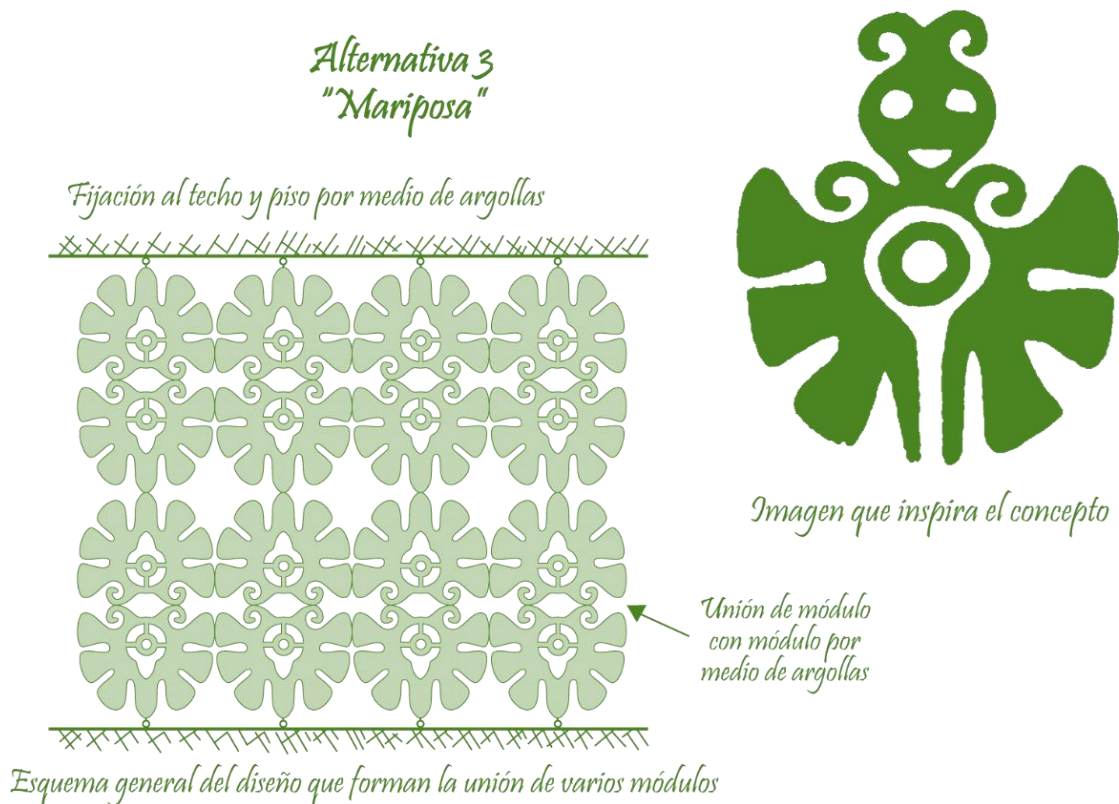 Alternativa 3
"Mariposa"
Fijación al techo y piso por medio de argollas
Imagen que inspira el concepto
Unión de módulo
con módulo por
medio de argollas
Esquema general del diseño que forman la unión de varios módulos